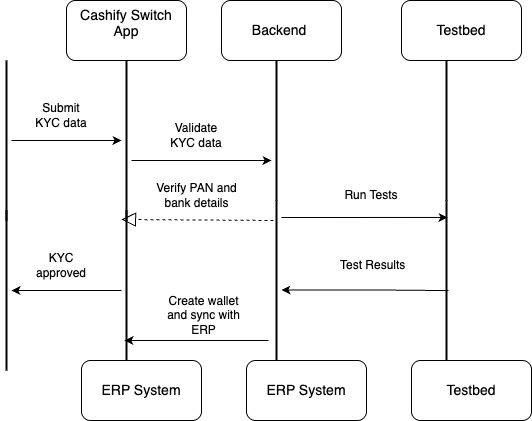 Cashify Switch
App
Backend
Testbed
Submit
KYC data
Validate
KYC data
Verify PAN and
bank details
Run Tests
KYC
approved
Test Results
Create wallet
and sync with
ERP
ERP System
ERP System
Testbed